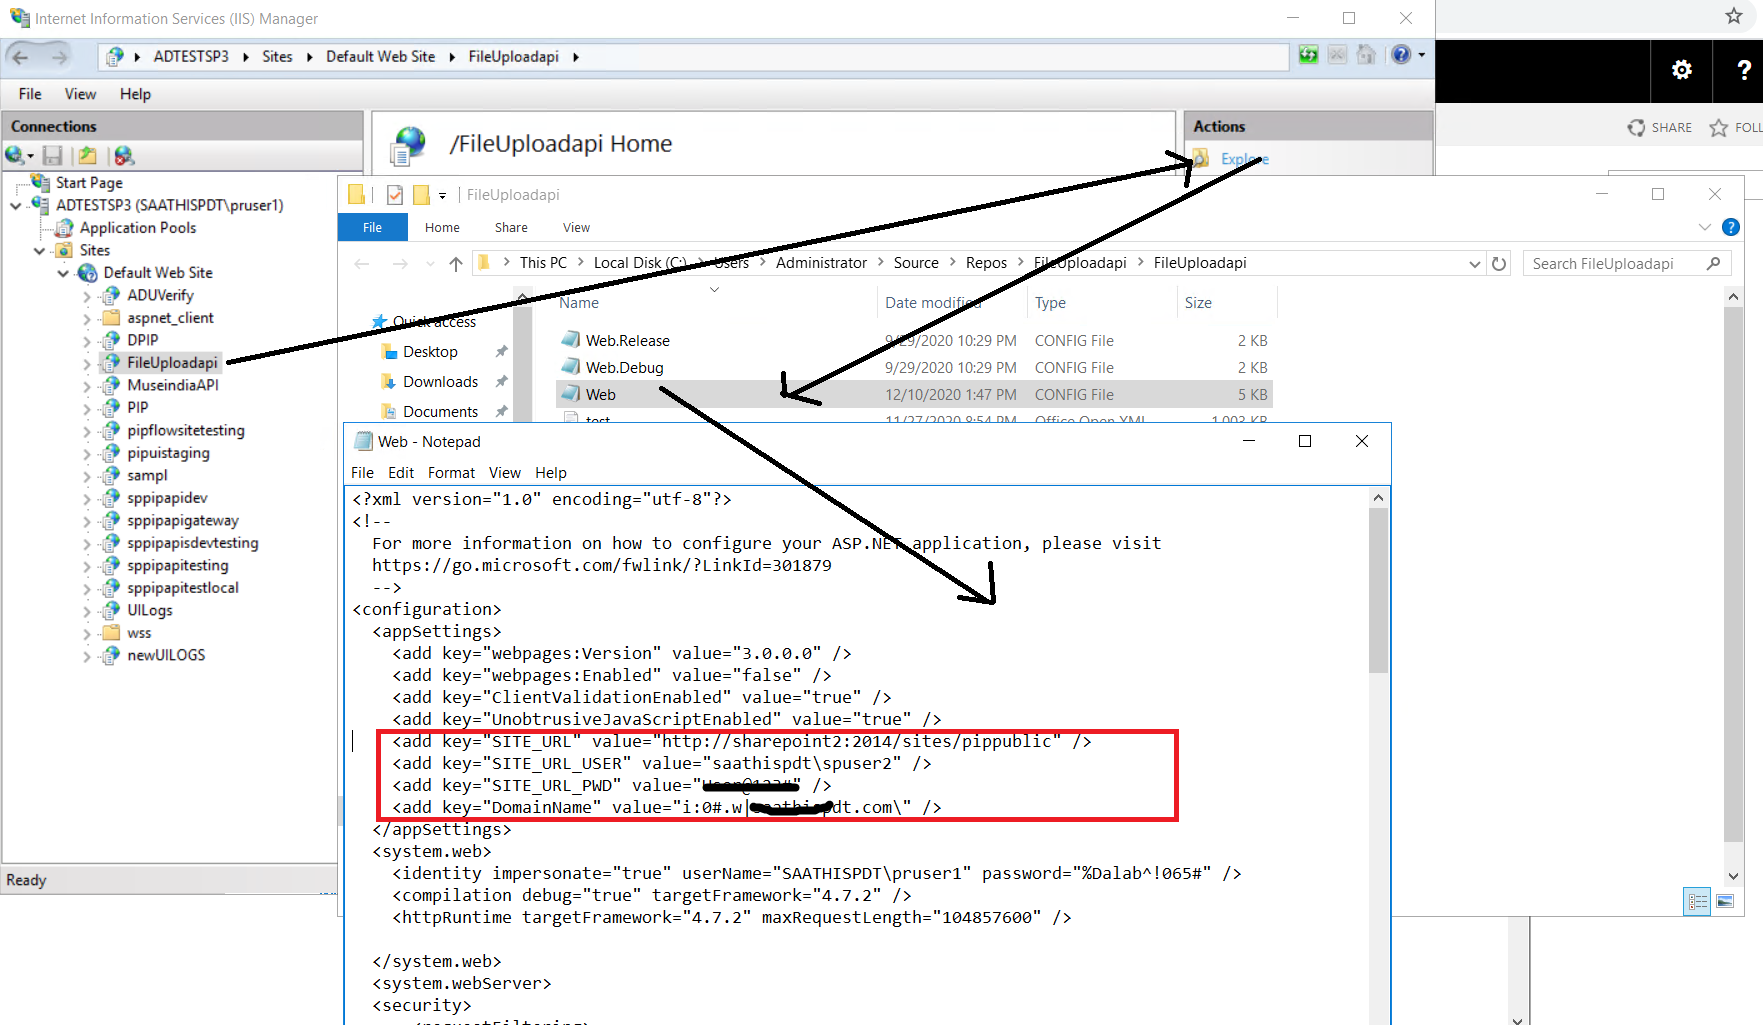 Internet Information Services (IIS) Manager
ADTESTSP3 Sites Default Web Site FileUploadapi
File View Help
Connections
/FileUploadapi Home
Actions
Explore
SHARE
FOLL
Start Page
ADTESTSP3 (SAATHISPDT\pruser1)
Application Pools
Sites
Default Web Site
ADUVerify
aspnet_client
DPIP
FileUploadapi
MuseindiaAPI
PIP
pipflowsitetesting
pipuistaging
sampl
sppipapidev
sppipapigateway
sppipapisdevtesting
sppipapitesting
sppipapitestlocal
UILogs
wss
newUILOGS
Ready
FileUploadapi
File Home Share View
This PC Local Disk (C:) Users Administrator Source Repos FileUploadapi FileUploadapi
Search FileUploadapi
Quick access
Desktop
Downloads
Documents
Name Date modified Type Size
Web.Release 9/29/2020 10:29 PM CONFIG File 2 KB
Web.Debug 9/29/2020 10:29 PM CONFIG File 2 KB
Web 12/10/2020 1:47 PM CONFIG File 5 KB
test 11/27/2020 8:54 PM Office Open XML 1,003 KB
Web - Notepad
File Edit Format View Help
<?xml version="1.0" encoding="utf-8"?>
<!--
For more information on how to configure your ASP.NET application, please visit
https://go.microsoft.com/fwlink/?LinkId=301879
-->
<configuration>
<appSettings>
<add key="webpages:Version" value="3.0.0.0" />
<add key="webpages:Enabled" value="false" />
<add key="ClientValidationEnabled" value="true" />
<add key="UnobtrusiveJavaScriptEnabled" value="true" />
<add key="SITE_URL" value="http://sharepoint2:2014/sites/pippublic" />
<add key="SITE_URL_USER" value="saathispdt\spuser2" />
<add key="SITE_URL_PWD" value="" />
<add key="DomainName" value="i:0#.w|dt.com\" />
</appSettings>
<system.web>
<identity impersonate="true" userName="SAATHISPDT\pruser1" password="%Dalab^!065#" />
<compilation debug="true" targetFramework="4.7.2" />
<httpRuntime targetFramework="4.7.2" maxRequestLength="104857600" />
</system.web>
<system.webServer>
<security>
<requestFiltering>